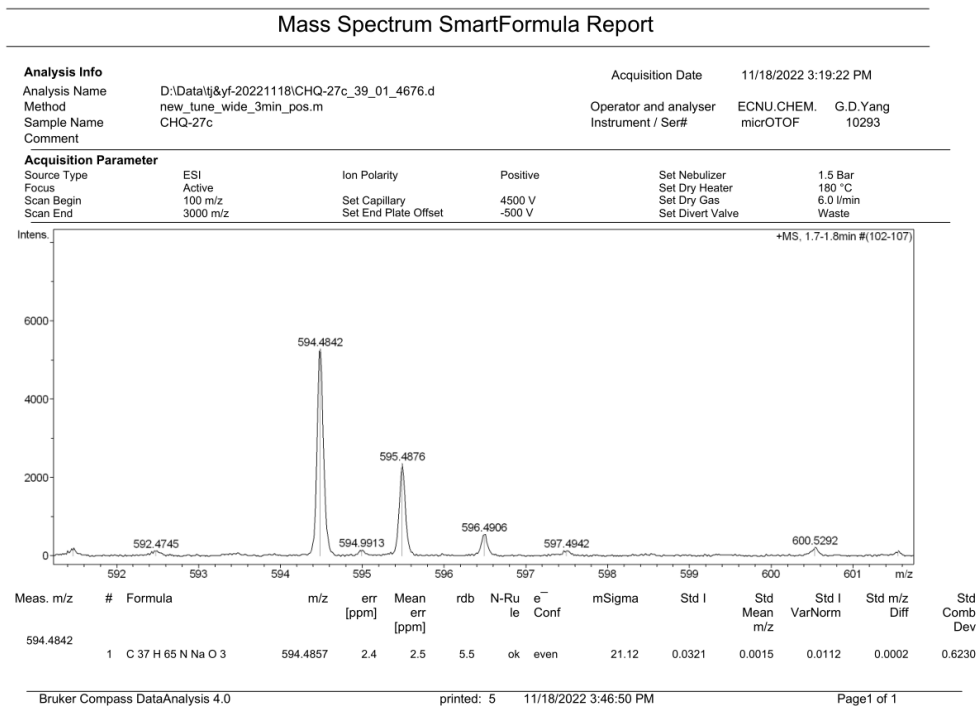 Mass Spectrum SmartFormula Report
Analysis Info
Acquisition Date 11/18/2022 3:19:22 PM
Analysis Name D:\Data\tj&yf-20221118\CHQ-27c_39_01_4676.d
Method new_tune_wide_3min_pos.m Operator and analyser ECNU.CHEM. G.D.Yang
Sample Name CHQ-27c Instrument / Ser# micrOTOF 10293
Comment
Acquisition Parameter
Source Type ESI Ion Polarity Positive Set Nebulizer 1.5 Bar
Focus Active Set Dry Heater 180 °C
Scan Begin 100 m/z Set Capillary 4500 V Set Dry Gas 6.0 l/min
Scan End 3000 m/z Set End Plate Offset -500 V Set Divert Valve Waste
Intens. +MS, 1.7-1.8min #(102-107)
6000
594.4842
4000
595.4876
2000
596.4906
592.4745 594.9913 597.4942 600.5292
0
592 593 594 595 596 597 598 599 600 601 m/z
Meas. m/z # Formula m/z err [ppm] Mean err [ppm] rdb N-Rule e¯ Conf mSigma Std I Std Mean m/z Std I VarNorm Std m/z Diff Std Comb Dev
594.4842
1 C 37 H 65 N Na O 3 594.4857 2.4 2.5 5.5 ok even 21.12 0.0321 0.0015 0.0112 0.0002 0.6230
Bruker Compass DataAnalysis 4.0 printed: 5 11/18/2022 3:46:50 PM Page1 of 1